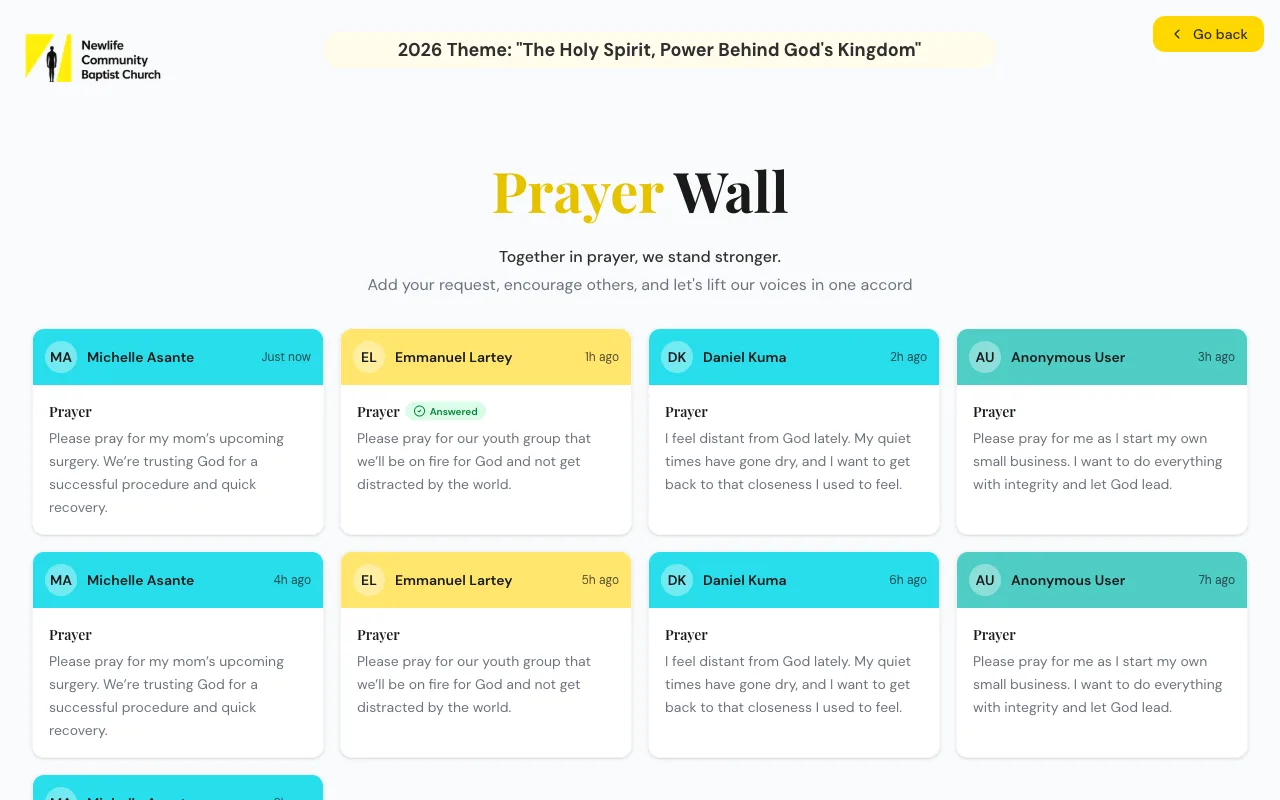 Newlife
Community
Baptist Church
2026 Theme: "The Holy Spirit, Power Behind God's Kingdom"
Go back
Prayer Wall
Together in prayer, we stand stronger.
Add your request, encourage others, and let's lift our voices in one accord
MA Michelle Asante Just now
Prayer
Please pray for my mom’s upcoming
surgery. We’re trusting God for a
successful procedure and quick
recovery.
EL Emmanuel Lartey 1h ago
Prayer Answered
Please pray for our youth group that
we’ll be on fire for God and not get
distracted by the world.
DK Daniel Kuma 2h ago
Prayer
I feel distant from God lately. My quiet
times have gone dry, and I want to get
back to that closeness I used to feel.
AU Anonymous User 3h ago
Prayer
Please pray for me as I start my own
small business. I want to do everything
with integrity and let God lead.
MA Michelle Asante 4h ago
Prayer
Please pray for my mom’s upcoming
surgery. We’re trusting God for a
successful procedure and quick
recovery.
EL Emmanuel Lartey 5h ago
Prayer
Please pray for our youth group that
we’ll be on fire for God and not get
distracted by the world.
DK Daniel Kuma 6h ago
Prayer
I feel distant from God lately. My quiet
times have gone dry, and I want to get
back to that closeness I used to feel.
AU Anonymous User 7h ago
Prayer
Please pray for me as I start my own
small business. I want to do everything
with integrity and let God lead.